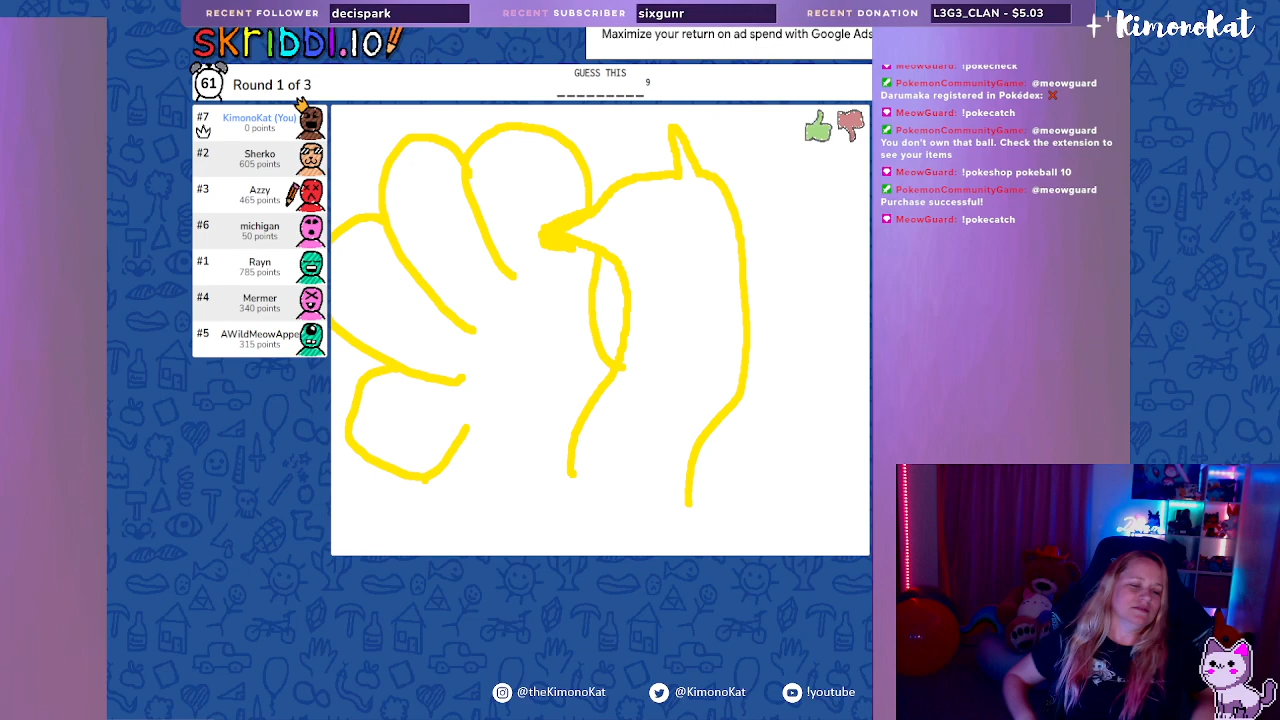 RECENT FOLLOWER decispark RECENT SUBSCRIBER sixgunr RECENT DONATION L3G3_CLAN - $5.03
KimonoKat
skribbl.io
Maximize your return on ad spend with Google Ads
61
Round 1 of 3
GUESS THIS
_________ 9
#7 KimonoKat (You)
0 points
#2 Sherko
605 points
#3 Azzy
465 points
#6 michigan
50 points
#1 Rayn
785 points
#4 Mermer
340 points
#5 AWildMeowAppe
315 points
MeowGuard: !pokecheck
PokemonCommunityGame: @meowguard
Darumaka registered in Pokédex: ❌
MeowGuard: !pokecatch
PokemonCommunityGame: @meowguard
You don't own that ball. Check the extension to
see your items
MeowGuard: !pokeshop pokeball 10
PokemonCommunityGame: @meowguard
Purchase successful!
MeowGuard: !pokecatch
@theKimonoKat @KimonoKat !youtube